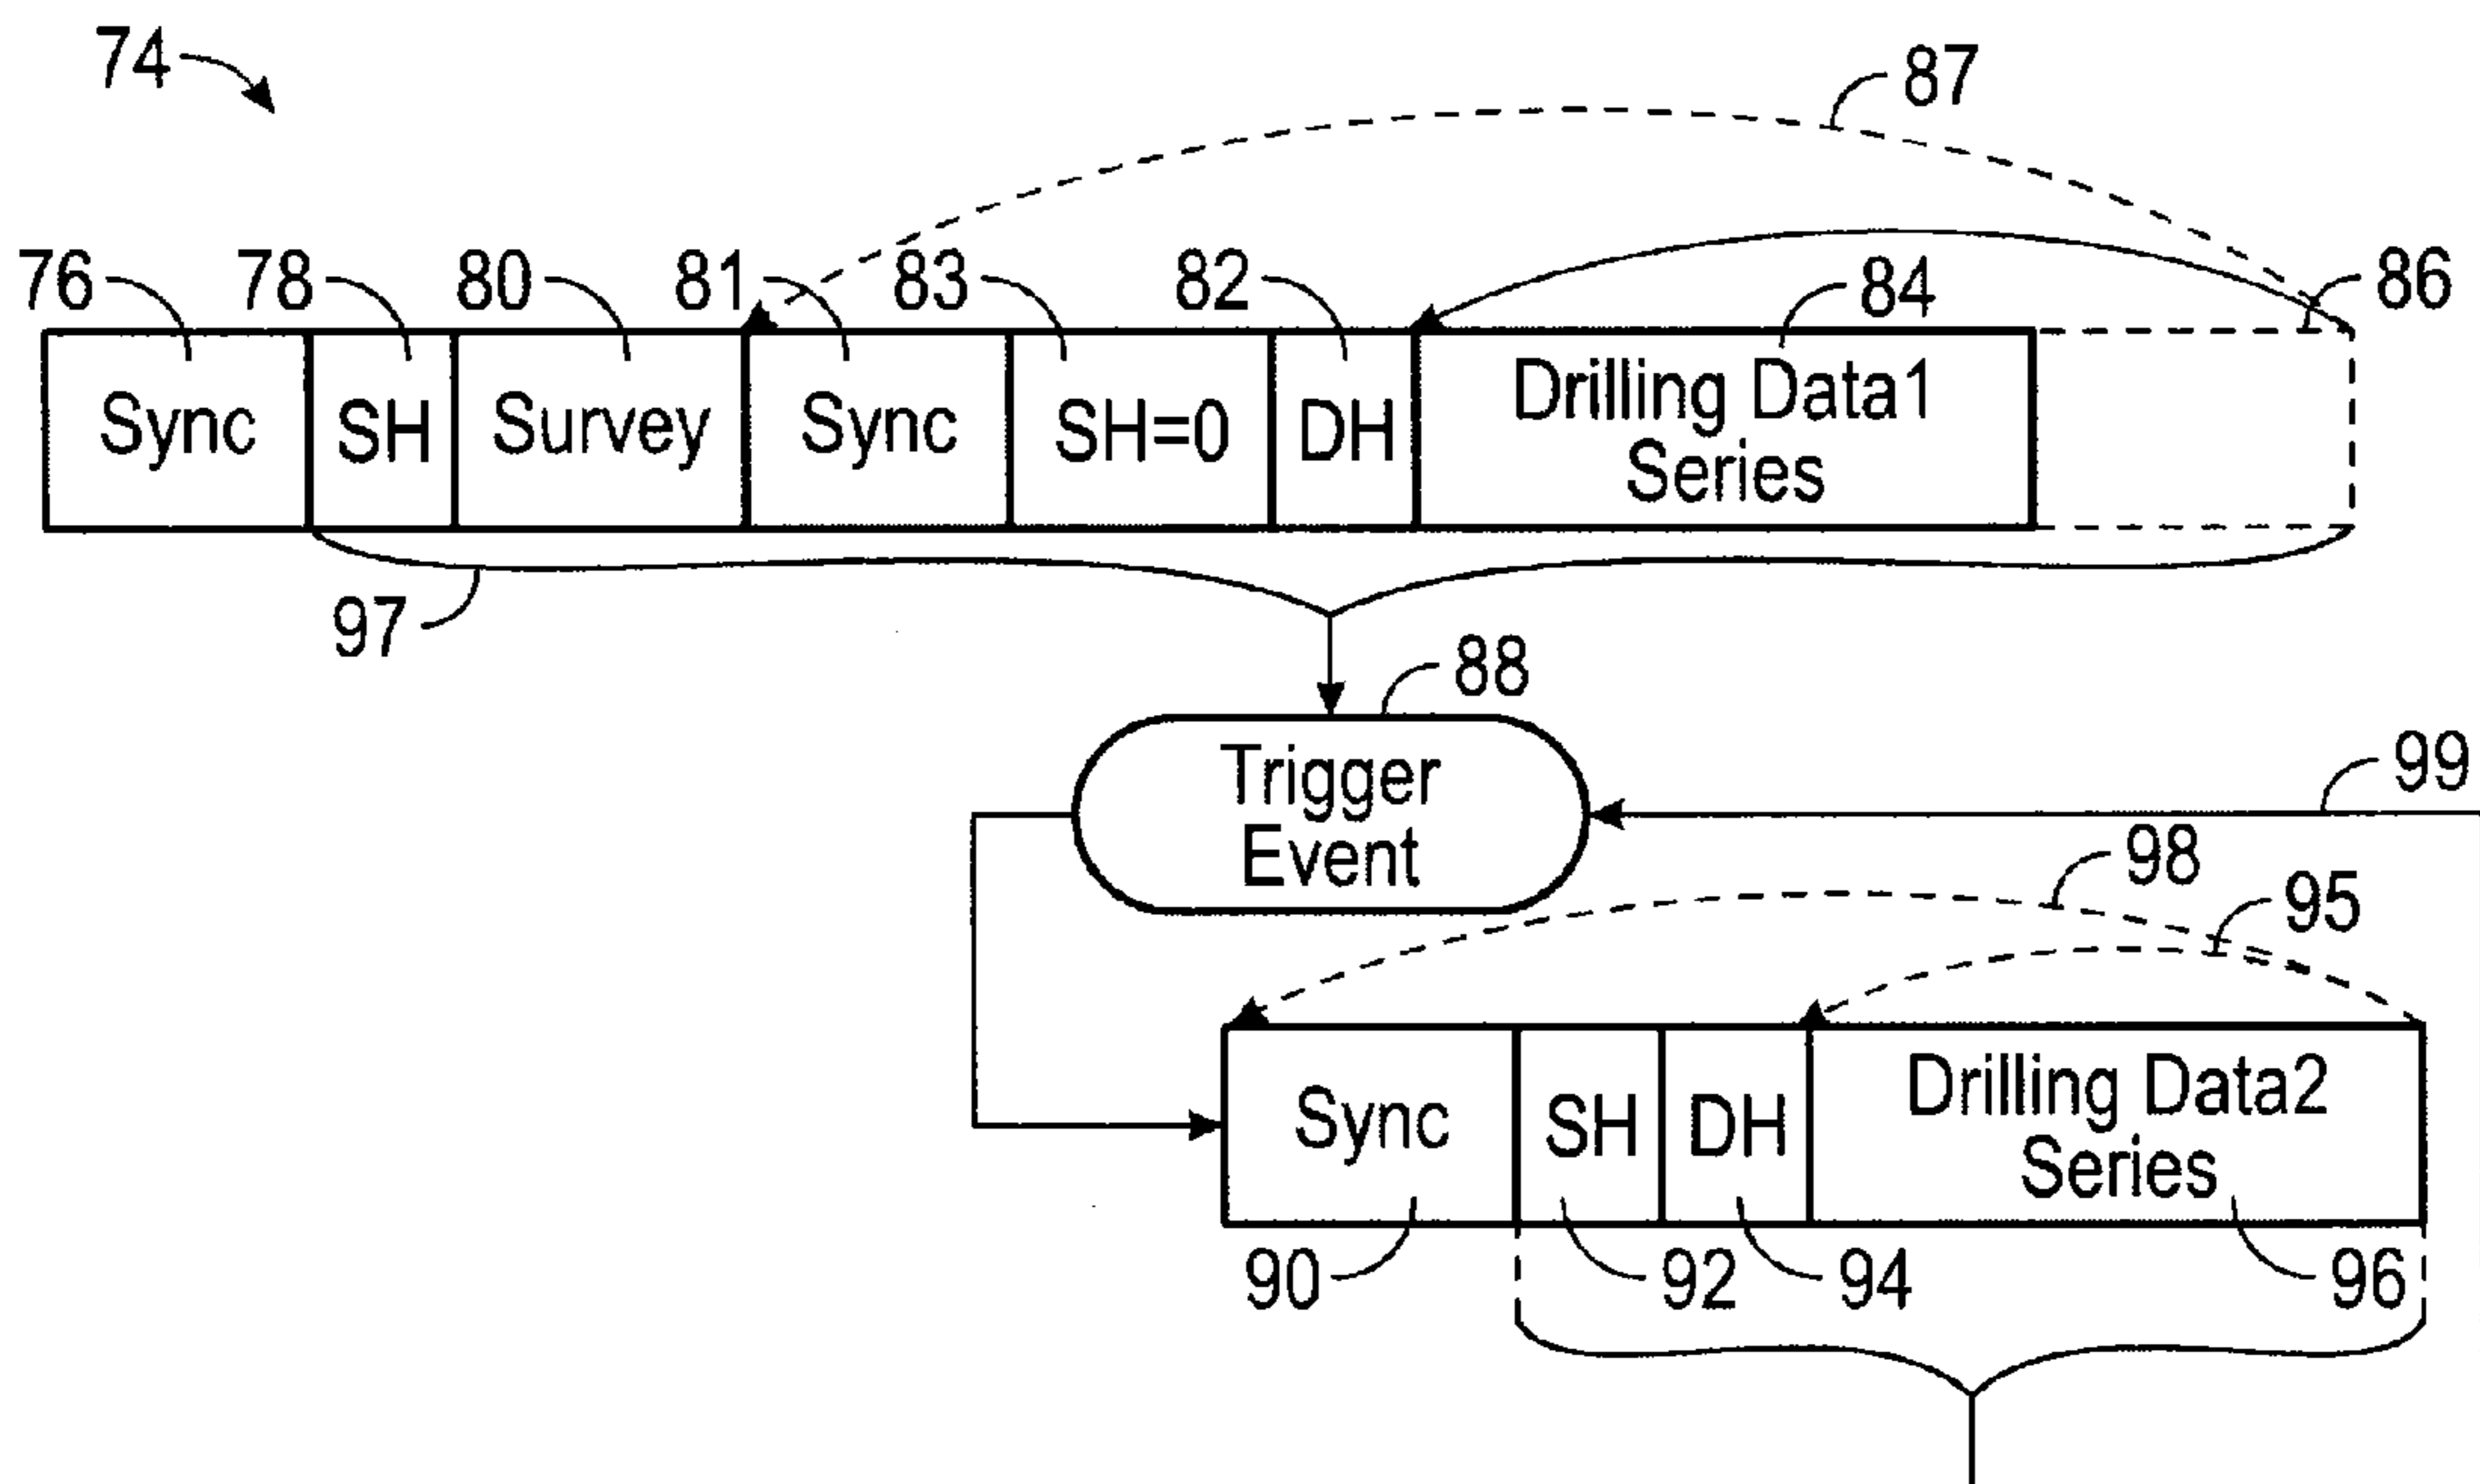 74
87
76
78
80
81
83
82
84
86
Sync
SH
Survey
Sync
SH=0
DH
Drilling Data1
Series
97
88
Trigger
Event
99
98
95
Sync
SH
DH
Drilling Data2
Series
90
92
94
96